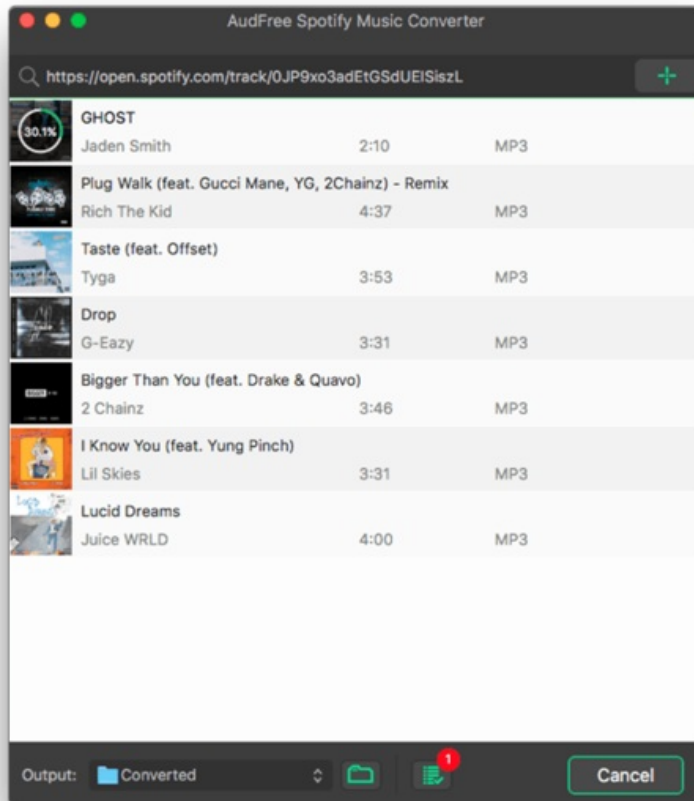 AudFree Spotify Music Converter
https://open.spotify.com/track/0JP9xo3adEtGSdUEISiszL
30.1%
GHOST
Jaden Smith 2:10 MP3
Plug Walk (feat. Gucci Mane, YG, 2Chainz) - Remix
Rich The Kid 4:37 MP3
Taste (feat. Offset)
Tyga 3:53 MP3
Drop
G-Eazy 3:31 MP3
Bigger Than You (feat. Drake & Quavo)
2 Chainz 3:46 MP3
I Know You (feat. Yung Pinch)
Lil Skies 3:31 MP3
Lucid Dreams
Juice WRLD 4:00 MP3
Output: Converted 1 Cancel